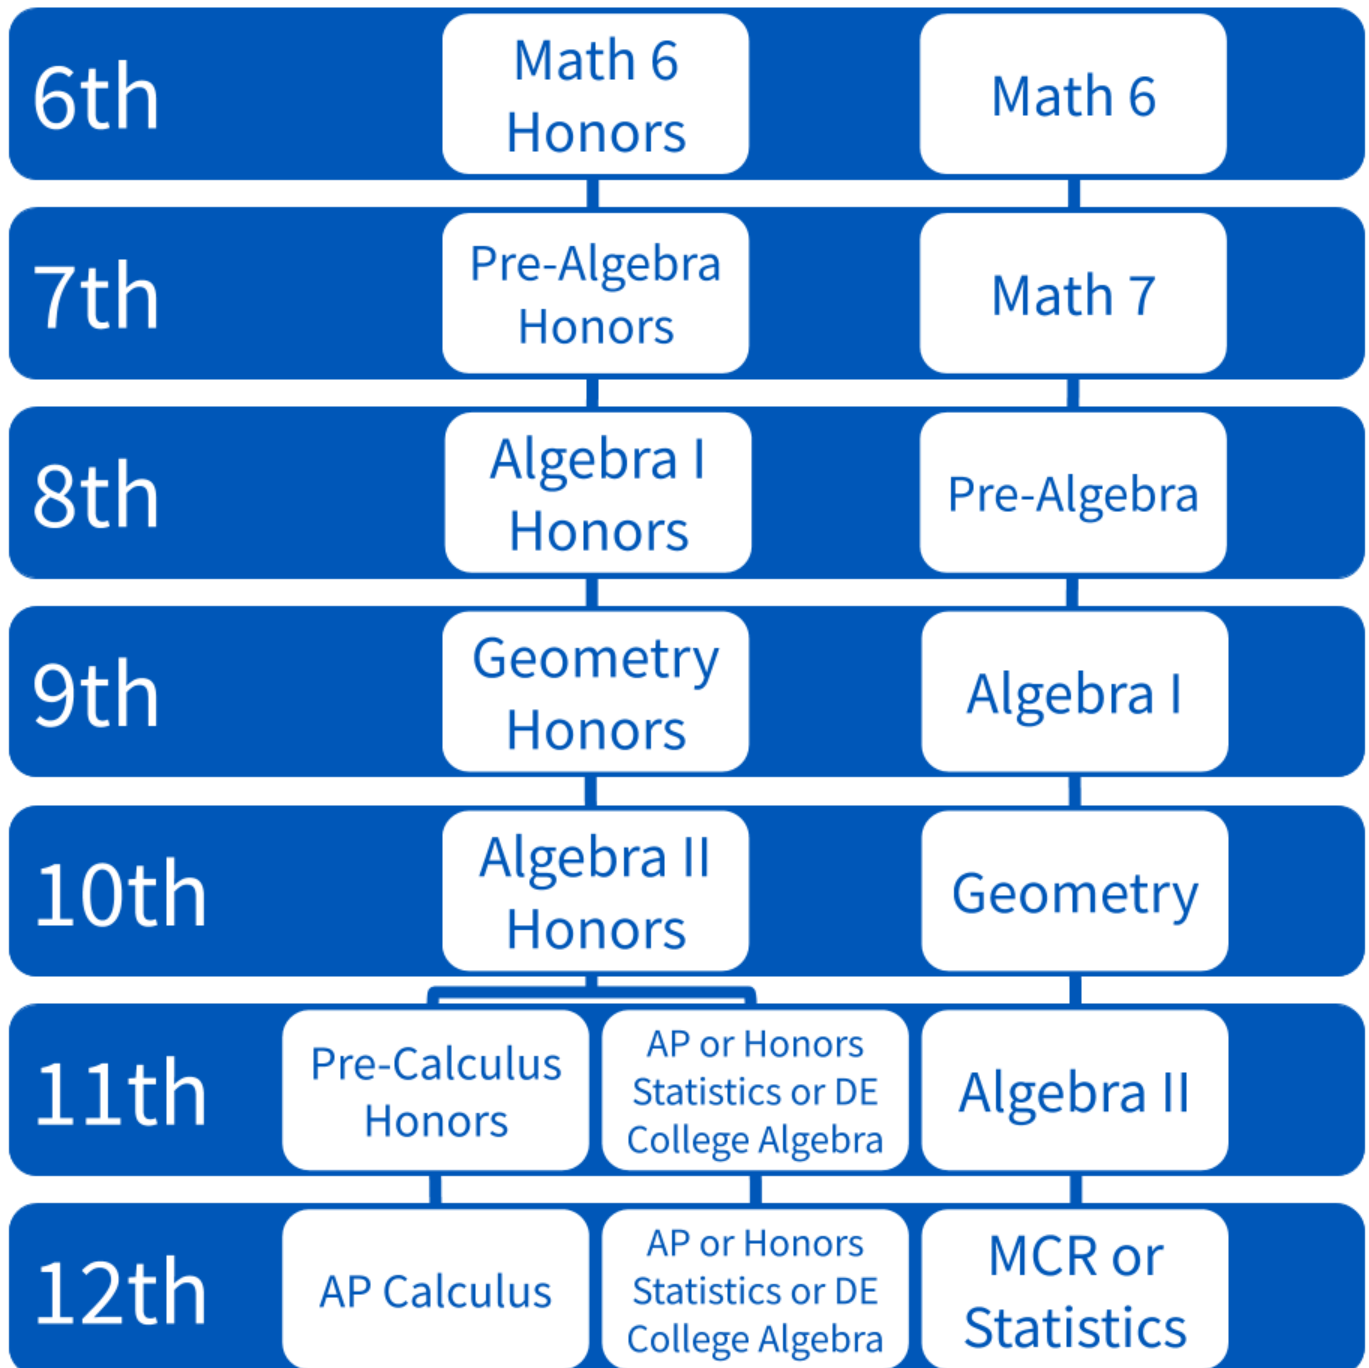 6th
Math 6
Honors
Math 6
7th
Pre-Algebra
Honors
Math 7
8th
Algebra I
Honors
Pre-Algebra
9th
Geometry
Honors
Algebra I
10th
Algebra II
Honors
Geometry
11th
Pre-Calculus
Honors
AP or Honors
Statistics or DE
College Algebra
Algebra II
12th
AP Calculus
AP or Honors
Statistics or DE
College Algebra
MCR or
Statistics